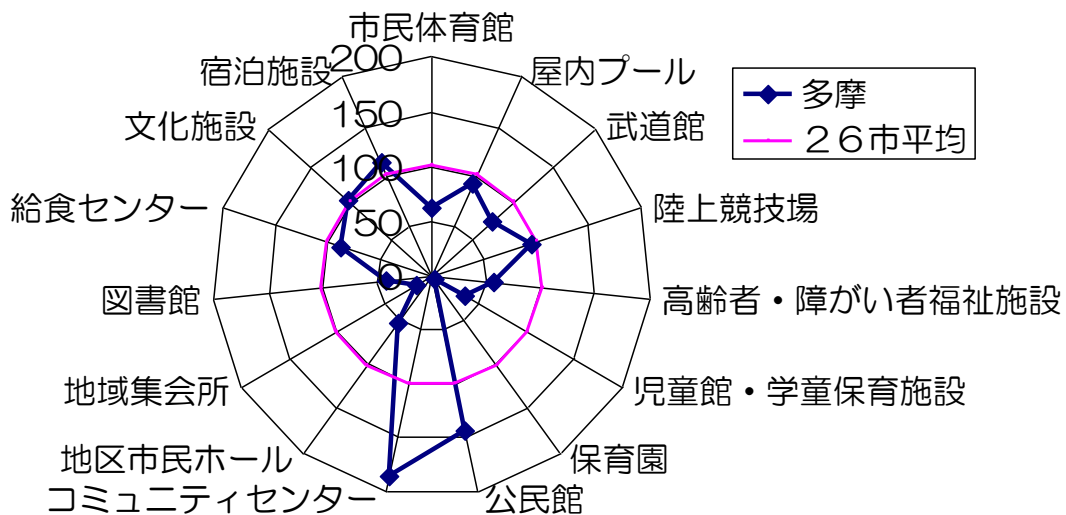 市民体育館
屋内プール
武道館
陸上競技場
高齢者・障がい者福祉施設
児童館・学童保育施設
保育園
公民館
コミュニティセンター
地区市民ホール
地域集会所
図書館
給食センター
文化施設
宿泊施設
200
150
100
50
0
多摩
２６市平均